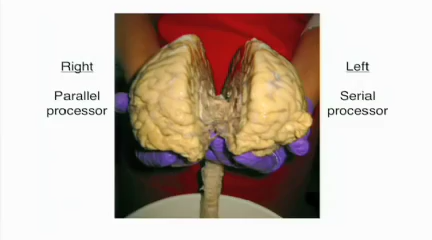 Right
Parallel
processor
Left
Serial
processor